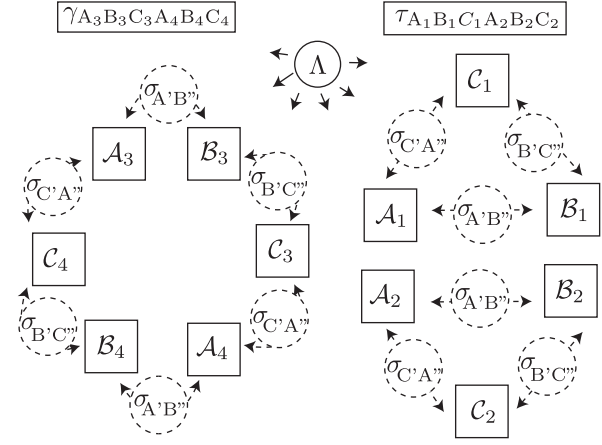 γA₃B₃C₃A₄B₄C₄
τA₁B₁C₁A₂B₂C₂
Λ
σA'B"
𝒜₃
ℬ₃
σC'A"
σB'C"
𝒞₄
𝒞₃
σB'C"
σC'A"
ℬ₄
𝒜₄
σA'B"
𝒞₁
σC'A"
σB'C"
𝒜₁
σA'B"
ℬ₁
𝒜₂
σA'B"
ℬ₂
σC'A"
σB'C"
𝒞₂